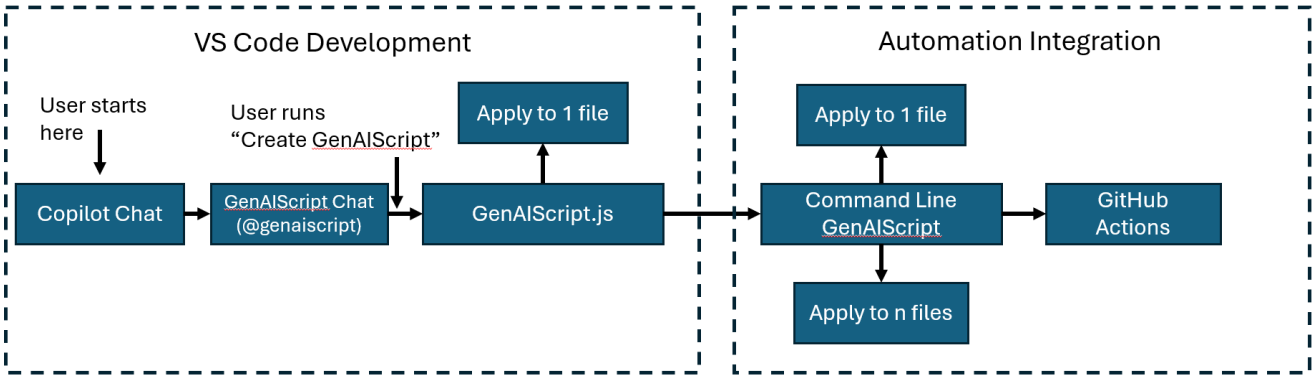 VS Code Development
User starts
here
User runs
“Create GenAIScript”
Apply to 1 file
Copilot Chat
GenAIScript Chat
(@genaiscript)
GenAIScript.js
Automation Integration
Apply to 1 file
Command Line
GenAIScript
GitHub
Actions
Apply to n files